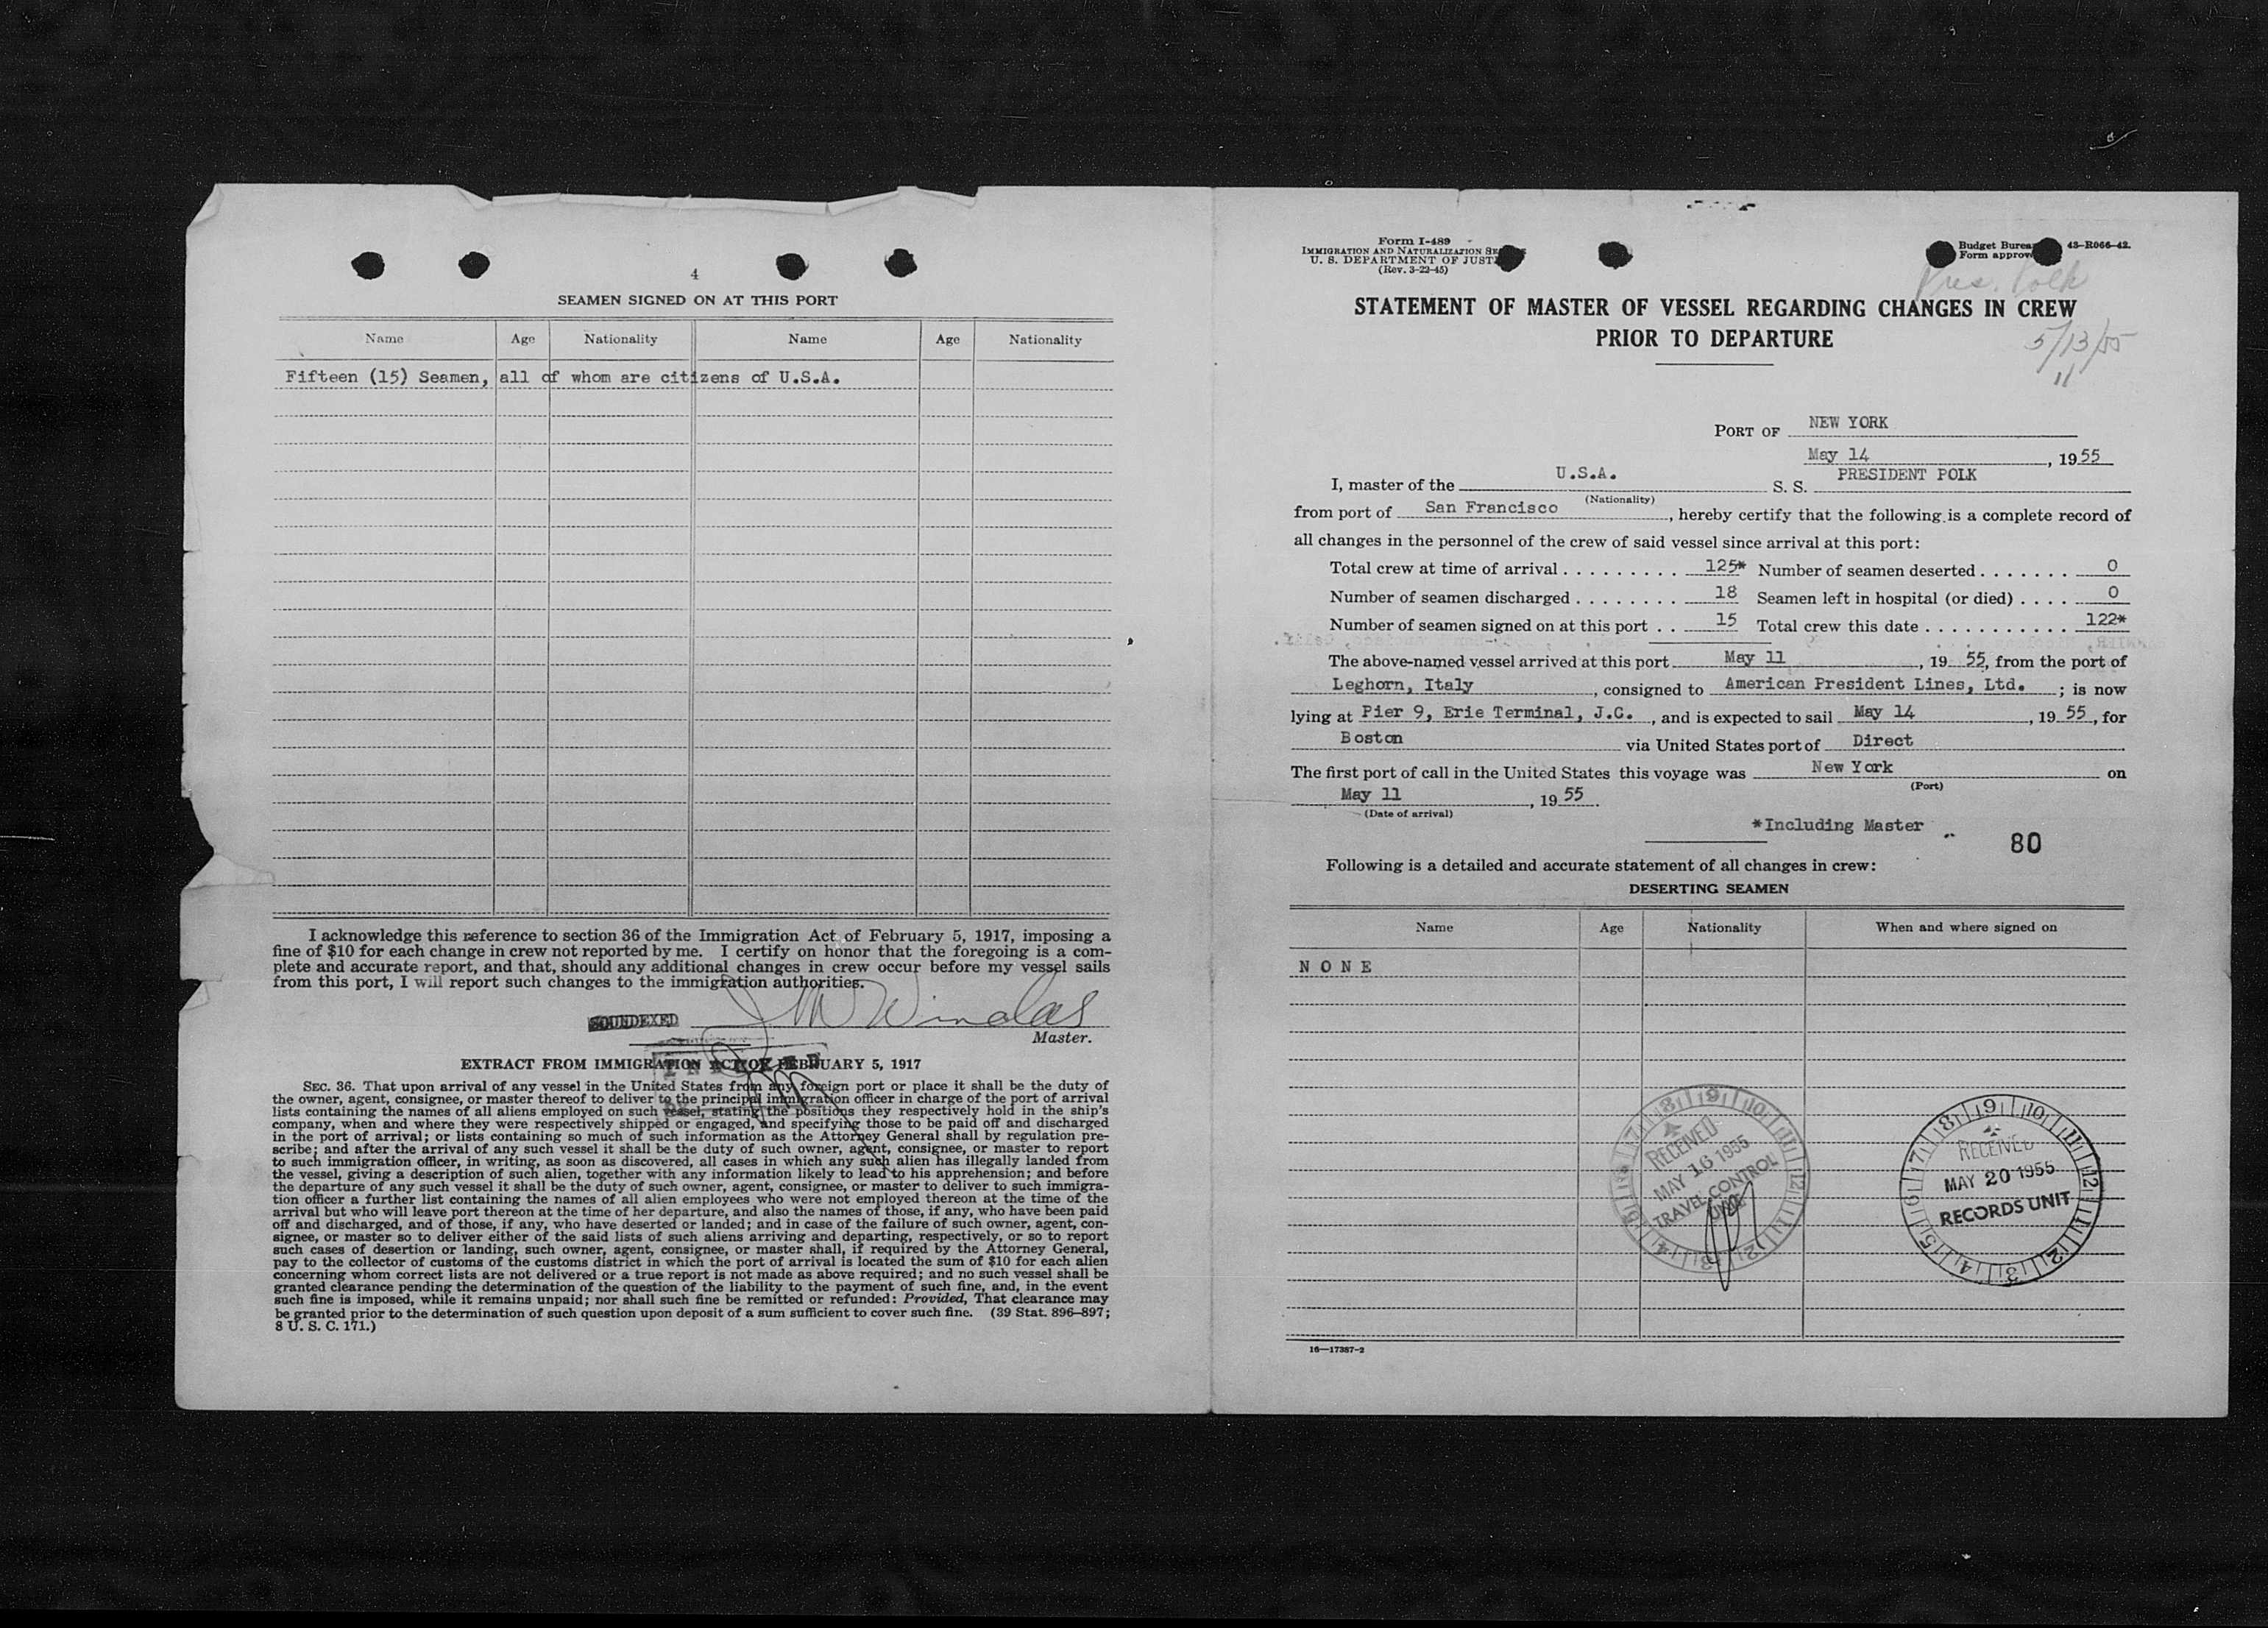 4
SEAMEN SIGNED ON AT THIS PORT
Name Age Nationality Name Age Nationality
Fifteen (15) Seamen, all of whom are citizens of U.S.A.
I acknowledge this reference to section 36 of the Immigration Act of February 5, 1917, imposing a
fine of $10 for each change in crew not reported by me. I certify on honor that the foregoing is a com-
plete and accurate report, and that, should any additional changes in crew occur before my vessel sails
from this port, I will report such changes to the immigration authorities.
SOUNDEXED
Master.
EXTRACT FROM IMMIGRATION ACT OF FEBRUARY 5, 1917
SEC. 36. That upon arrival of any vessel in the United States from any foreign port or place it shall be the duty of
the owner, agent, consignee, or master thereof to deliver to the principal immigration officer in charge of the port of arrival
lists containing the names of all aliens employed on such vessel, stating the positions they respectively hold in the ship's
company, when and where they were respectively shipped or engaged, and specifying those to be paid off and discharged
in the port of arrival; or lists containing so much of such information as the Attorney General shall by regulation pre-
scribe; and after the arrival of any such vessel it shall be the duty of such owner, agent, consignee, or master to report
to such immigration officer, in writing, as soon as discovered, all cases in which any such alien has illegally landed from
the vessel, giving a description of such alien, together with any information likely to lead to his apprehension; and before
the departure of any such vessel it shall be the duty of such owner, agent, consignee, or master to deliver to such immigra-
tion officer a further list containing the names of all alien employees who were not employed thereon at the time of the
arrival but who will leave port thereon at the time of her departure, and also the names of those, if any, who have been paid
off and discharged, and of those, if any, who have deserted or landed; and in case of the failure of such owner, agent, con-
signee, or master so to deliver either of the said lists of such aliens arriving and departing, respectively, or so to report
such cases of desertion or landing, such owner, agent, consignee, or master shall, if required by the Attorney General,
pay to the collector of customs of the customs district in which the port of arrival is located the sum of $10 for each alien
concerning whom correct lists are not delivered or a true report is not made as above required; and no such vessel shall be
granted clearance pending the determination of the question of the liability to the payment of such fine, and, in the event
such fine is imposed, while it remains unpaid; nor shall such fine be remitted or refunded: Provided, That clearance may
be granted prior to the determination of such question upon deposit of a sum sufficient to cover such fine. (39 Stat. 896–897;
8 U. S. C. 171.)
Form I-489
IMMIGRATION AND NATURALIZATION
U. S. DEPARTMENT OF
(Rev. 3-22-45)
Budget
Form
43-R066-42.
Pres. Polk
STATEMENT OF MASTER OF VESSEL REGARDING CHANGES IN CREW
PRIOR TO DEPARTURE
5/13/55
11
PORT OF NEW YORK
May 14, 1955
I, master of the U.S.A. S. S. PRESIDENT POLK
(Nationality)
from port of San Francisco, hereby certify that the following is a complete record of
all changes in the personnel of the crew of said vessel since arrival at this port:
Total crew at time of arrival . . . . . . . . . 125* Number of seamen deserted . . . . . . . 0
Number of seamen discharged . . . . . . . . 18 Seamen left in hospital (or died) . . . . 0
Number of seamen signed on at this port . . 15 Total crew this date . . . . . . . . . . . 122*
The above-named vessel arrived at this port May 11, 19 55, from the port of
Leghorn, Italy, consigned to American President Lines, Ltd. ; is now
lying at Pier 9, Erie Terminal, J.C., and is expected to sail May 14, 19 55, for
Boston via United States port of Direct
The first port of call in the United States this voyage was New York on
(Port)
May 11, 19 55.
(Date of arrival)
*Including Master
80
Following is a detailed and accurate statement of all changes in crew:
DESERTING SEAMEN
Name Age Nationality When and where signed on
N O N E
RECEIVED
MAY 16 1955
TRAVEL CONTROL
UNIT
RECEIVED
MAY 20 1955
RECORDS UNIT
16—17387-2